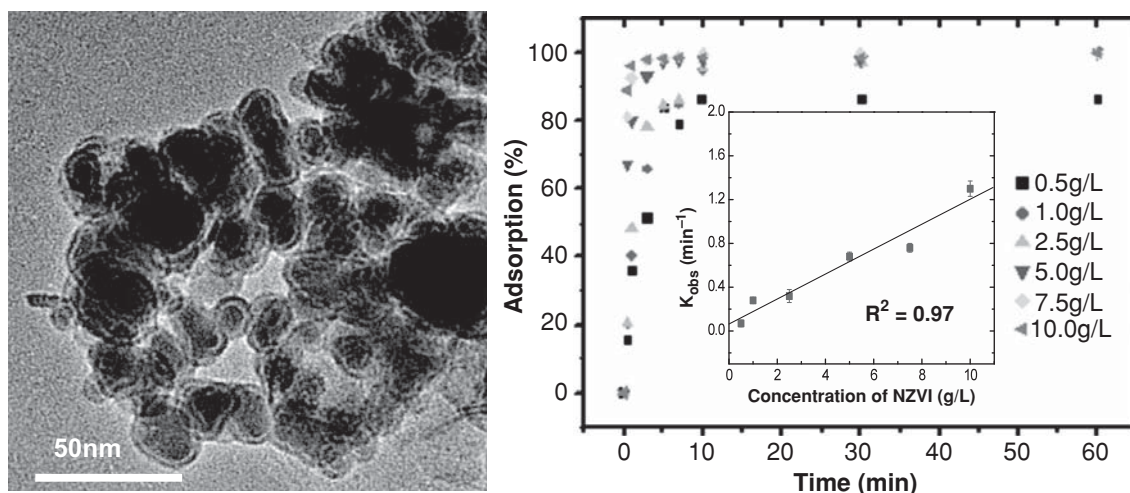 50nm
Adsorption (%)
100
80
60
40
20
0
0 10 20 30 40 50 60
Time (min)
K_obs (min⁻¹)
2.0
1.6
1.2
0.8
0.4
0.0
0 2 4 6 8 10
Concentration of NZVI (g/L)
R² = 0.97
0.5g/L
1.0g/L
2.5g/L
5.0g/L
7.5g/L
10.0g/L